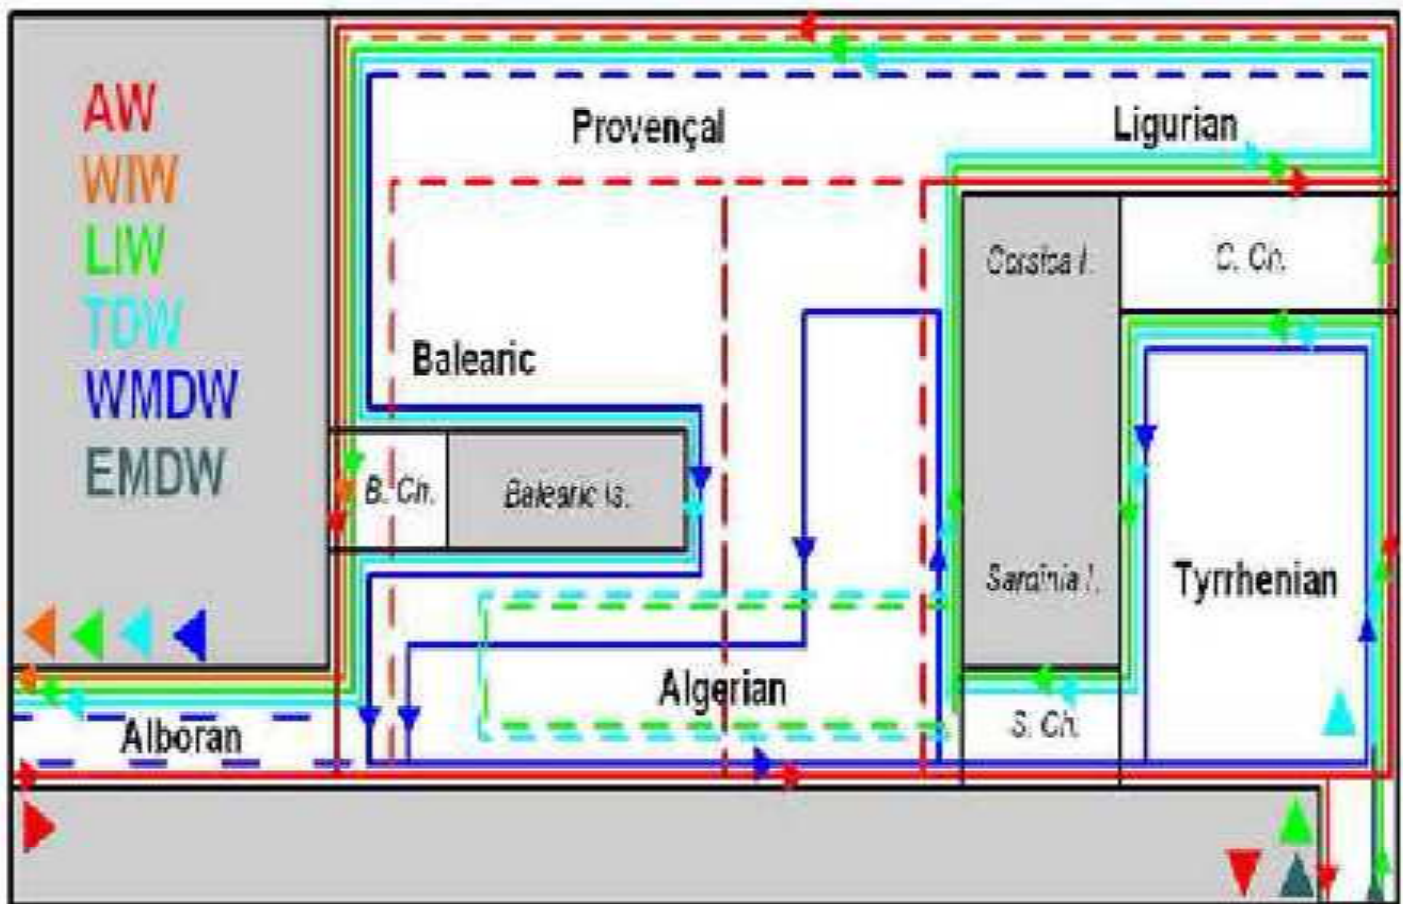 AW
WIW
LIW
TDW
WMDW
EMDW
Provençal
Ligurian
Corsica I.
C. Ch.
Balearic
B. Ch.
Balearic Is.
Sardinia I.
Tyrrhenian
Algerian
S. Ch.
Alboran